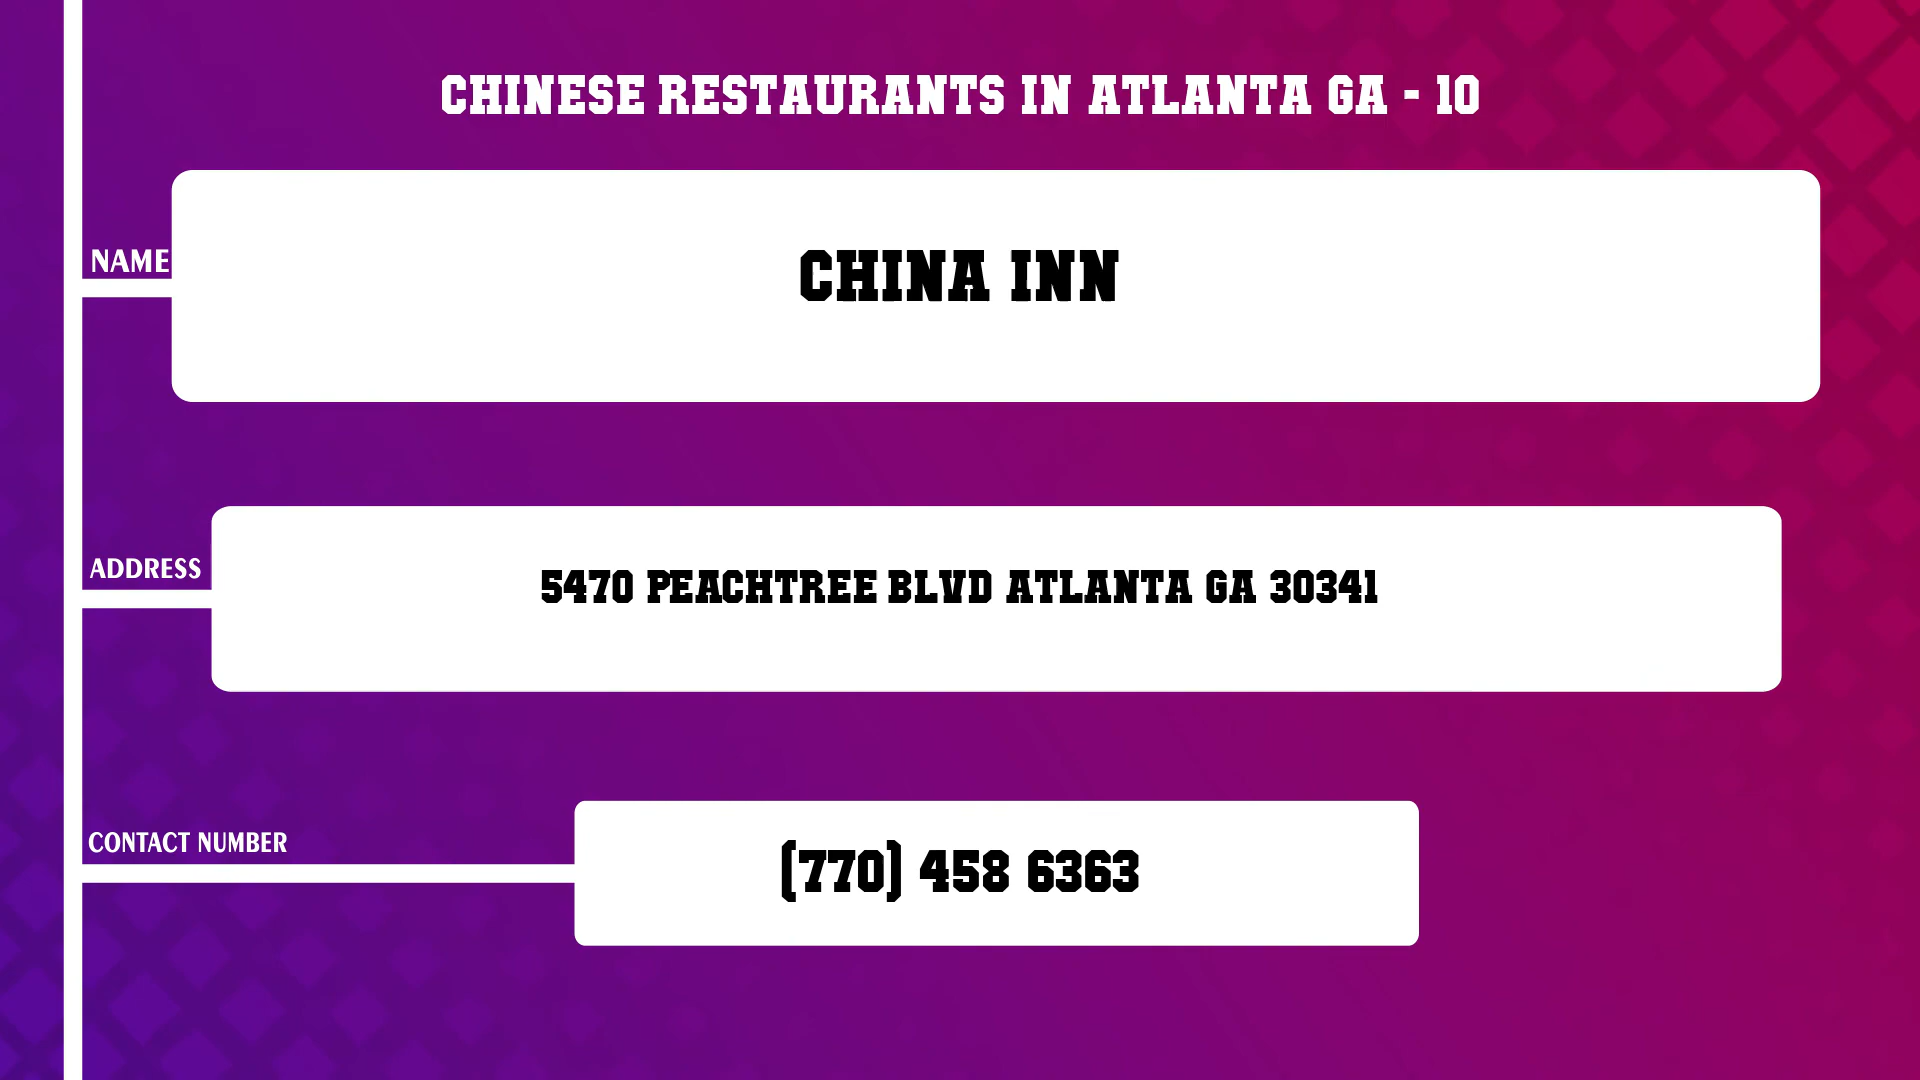 CHINESE RESTAURANTS IN ATLANTA GA - 10
NAME
CHINA INN
ADDRESS
5470 PEACHTREE BLVD ATLANTA GA 30341
CONTACT NUMBER
(770) 458 6363